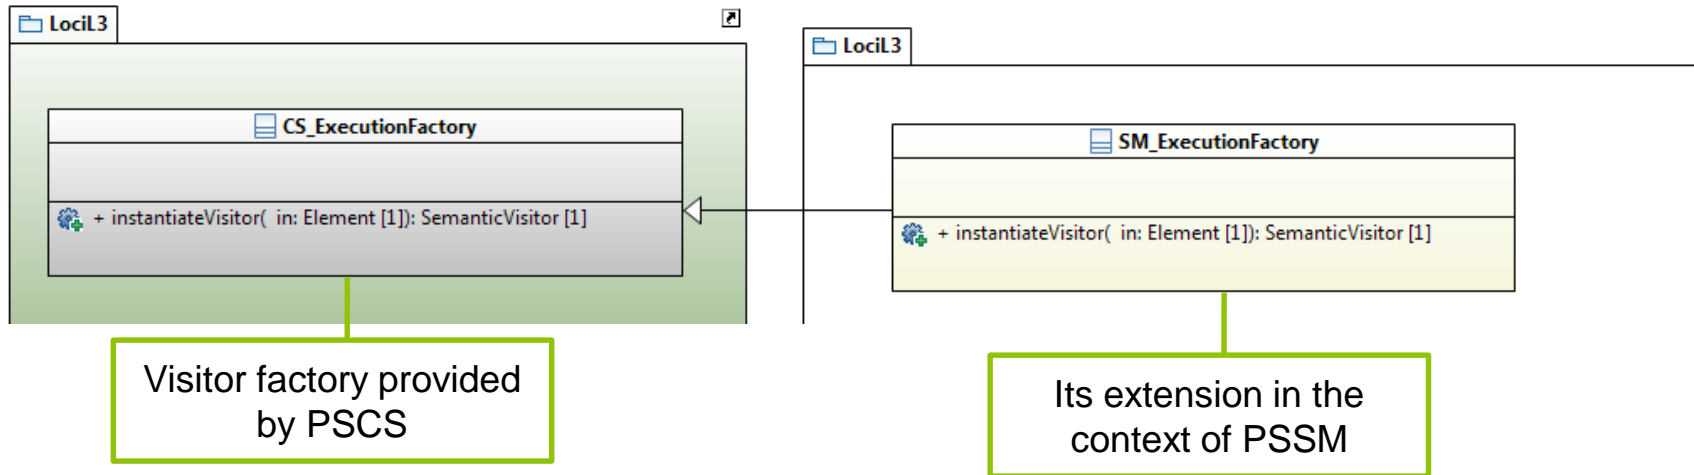 LociL3
CS_ExecutionFactory
+ instantiateVisitor( in: Element [1]): SemanticVisitor [1]
Visitor factory provided
by PSCS
LociL3
SM_ExecutionFactory
+ instantiateVisitor( in: Element [1]): SemanticVisitor [1]
Its extension in the
context of PSSM